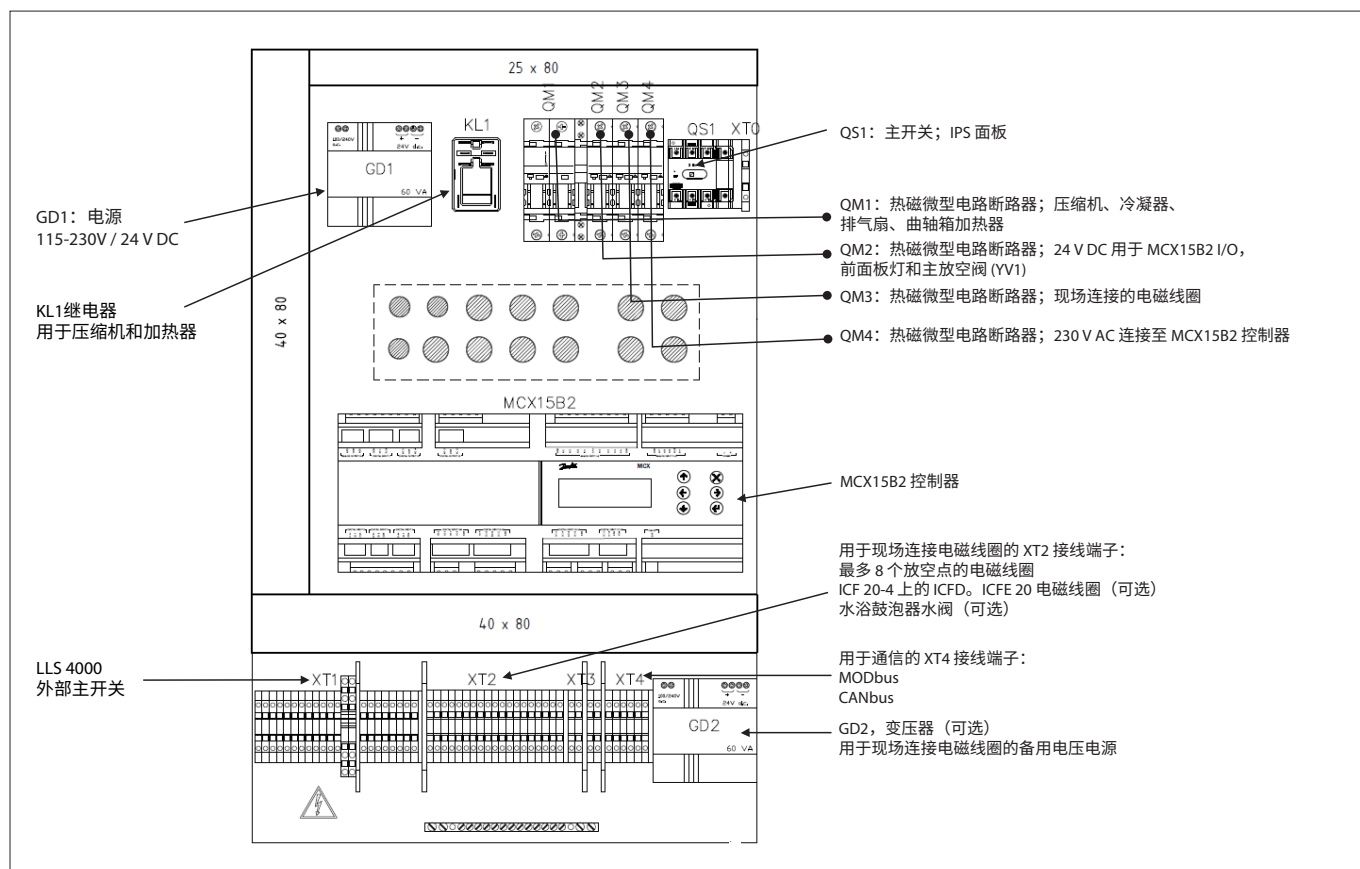 25 x 80
QM1
QM2
QM3
QM4
KL1
QS1
XT0
115/240V
24V d.c.
GD1
60 VA
40 x 80
MCX15B2
Danfoss
MCX
40 x 80
XT1
XT2
XT3
XT4
24V d.c.
GD2
60 VA
GD1：电源
115-230V / 24 V DC
KL1继电器
用于压缩机和加热器
LLS 4000
外部主开关
QS1：主开关；IPS 面板
QM1：热磁微型电路断路器；压缩机、冷凝器、
排气扇、曲轴箱加热器
QM2：热磁微型电路断路器；24 V DC 用于 MCX15B2 I/O，
前面板灯和主放空阀 (YV1)
QM3：热磁微型电路断路器；现场连接的电磁线圈
QM4：热磁微型电路断路器；230 V AC 连接至 MCX15B2 控制器
MCX15B2 控制器
用于现场连接电磁线圈的 XT2 接线端子：
最多 8 个放空点的电磁线圈
ICF 20-4 上的 ICFD。ICFE 20 电磁线圈（可选）
水浴鼓泡器水阀（可选）
用于通信的 XT4 接线端子：
MODbus
CANbus
GD2，变压器（可选）
用于现场连接电磁线圈的备用电压电源